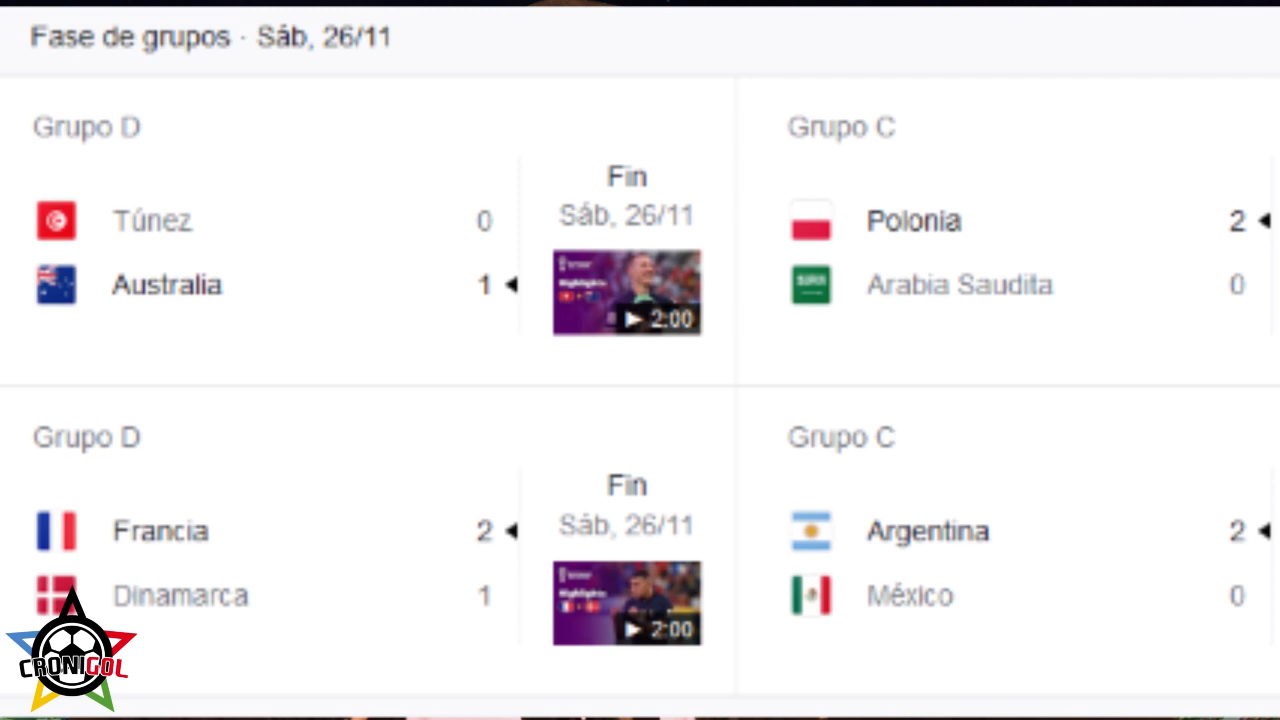 Fase de grupos · Sáb, 26/11
Grupo D
Túnez 0
Australia 1
Fin
Sáb, 26/11
Highlights
2:00
Grupo C
Polonia 2
Arabia Saudita 0
Grupo D
Francia 2
Dinamarca 1
Fin
Sáb, 26/11
Highlights
2:00
Grupo C
Argentina 2
México 0
CRONIGOL